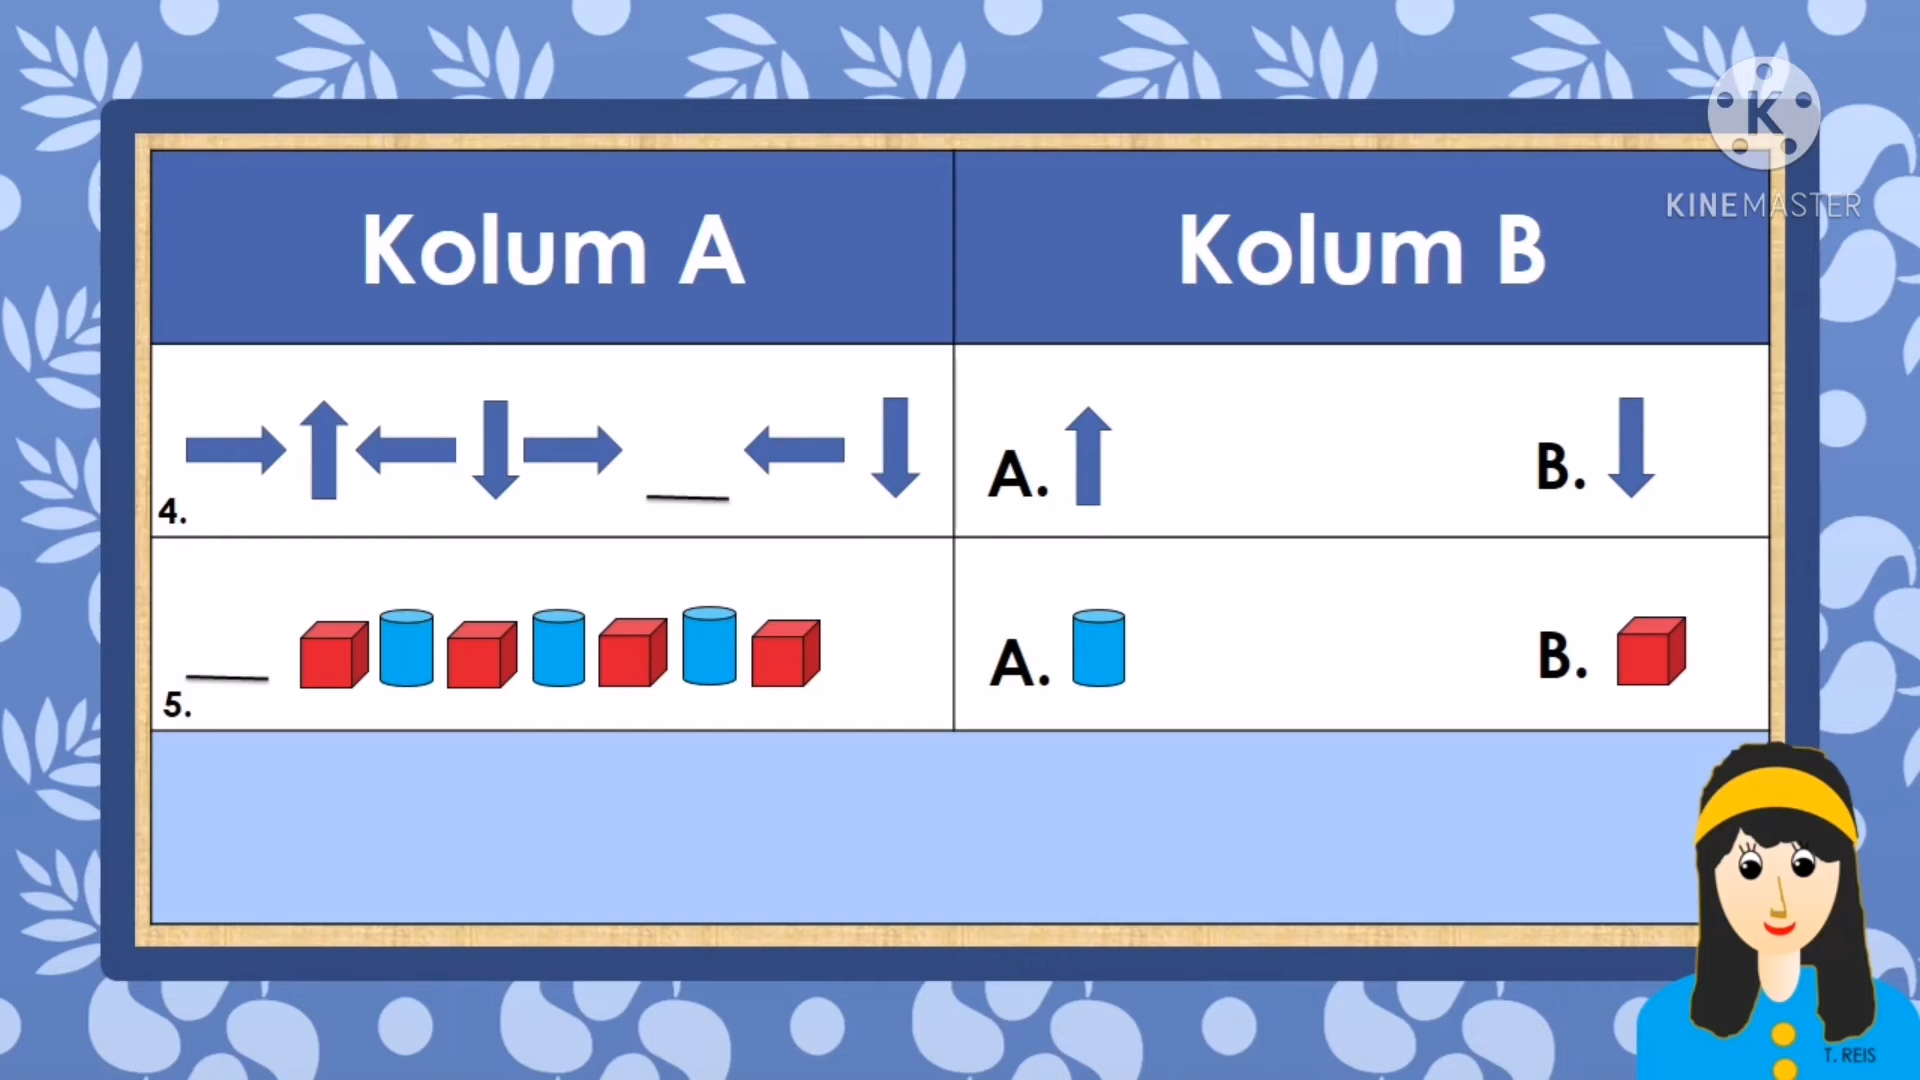 K
KINEMASTER
Kolum A
Kolum B
4.
A.
B.
5.
A.
B.
T. REIS